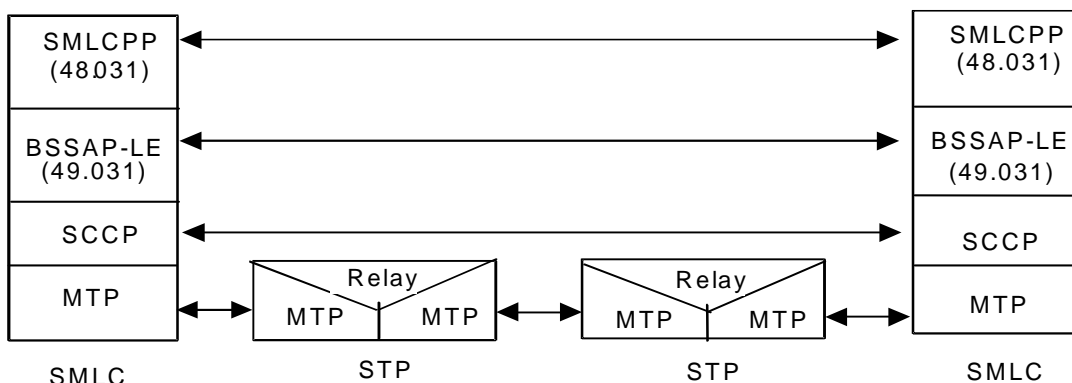 SMLCPP
(48.031)
BSSAP-LE
(49.031)
SCCP
MTP
SMLC
Relay
MTP MTP
STP
Relay
MTP MTP
STP
SMLCPP
(48.031)
BSSAP-LE
(49.031)
SCCP
MTP
SMLC